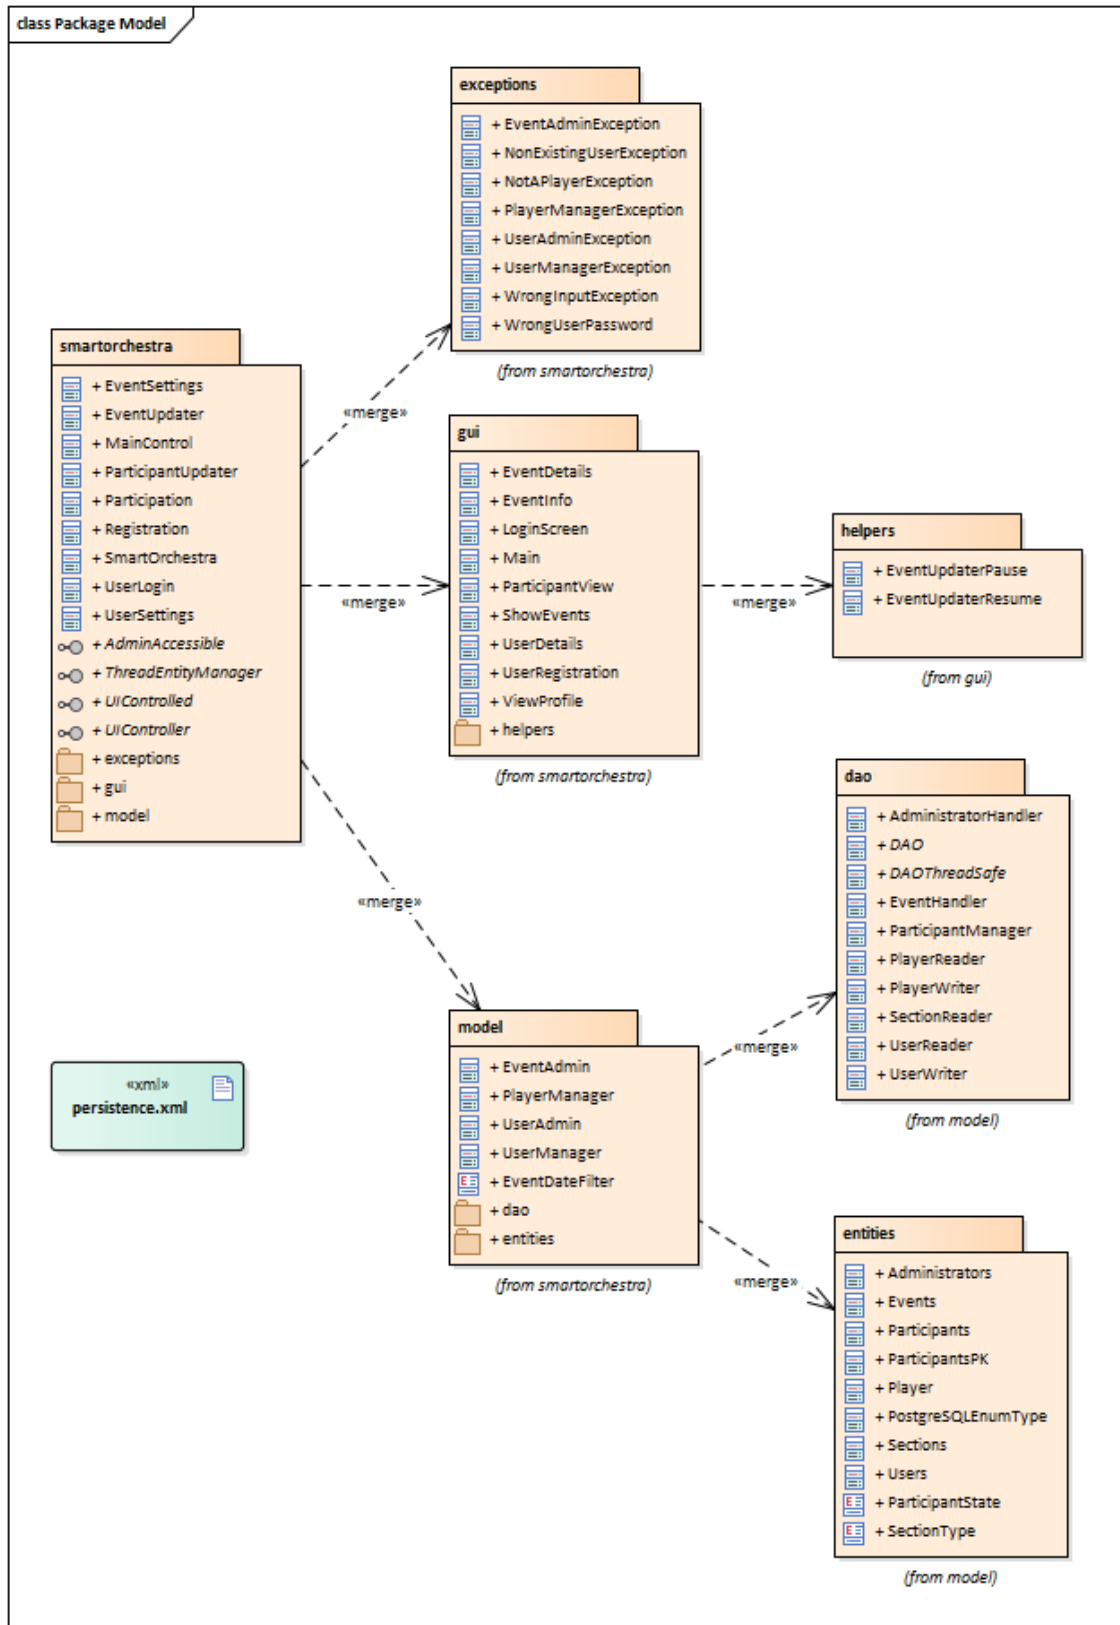 class Package Model
exceptions
+ EventAdminException
+ NonExistingUserException
+ NotAPlayerException
+ PlayerManagerException
+ UserAdminException
+ UserManagerException
+ WrongInputException
+ WrongUserPassword
(from smartorchestra)
smartorchestra
+ EventSettings
+ EventUpdater
+ MainControl
+ ParticipantUpdater
+ Participation
+ Registration
+ SmartOrchestra
+ UserLogin
+ UserSettings
+ AdminAccessible
+ ThreadEntityManager
+ UIControlled
+ UIController
+ exceptions
+ gui
+ model
«merge»
«merge»
«merge»
gui
+ EventDetails
+ EventInfo
+ LoginScreen
+ Main
+ ParticipantView
+ ShowEvents
+ UserDetails
+ UserRegistration
+ ViewProfile
+ helpers
(from smartorchestra)
«merge»
helpers
+ EventUpdaterPause
+ EventUpdaterResume
(from gui)
dao
+ AdministratorHandler
+ DAO
+ DAOThreadSafe
+ EventHandler
+ ParticipantManager
+ PlayerReader
+ PlayerWriter
+ SectionReader
+ UserReader
+ UserWriter
(from model)
model
+ EventAdmin
+ PlayerManager
+ UserAdmin
+ UserManager
+ EventDateFilter
+ dao
+ entities
(from smartorchestra)
«merge»
«merge»
«xml»
persistence.xml
entities
+ Administrators
+ Events
+ Participants
+ ParticipantsPK
+ Player
+ PostgreSQLEnumType
+ Sections
+ Users
+ ParticipantState
+ SectionType
(from model)